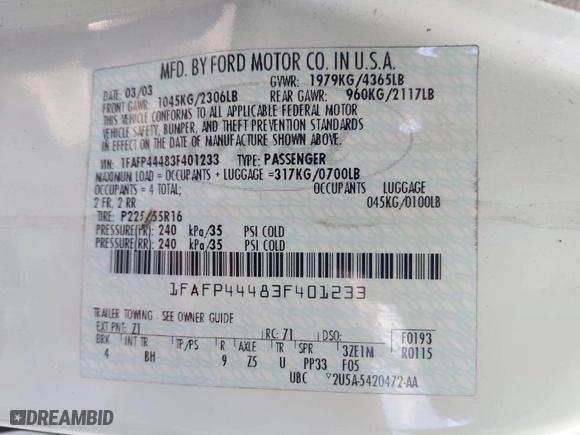 MFD. BY FORD MOTOR CO. IN U.S.A.
DATE: 03/03 GVWR: 1979KG/4365LB
FRONT GAWR: 1045KG/2306LB REAR GAWR: 960KG/2117LB
THIS VEHICLE CONFORMS TO ALL APPLICABLE FEDERAL MOTOR
VEHICLE SAFETY, BUMPER, AND THEFT PREVENTION STANDARDS
IN EFFECT ON THE DATE OF MANUFACTURE SHOWN ABOVE.
VIN: 1FAFP44483F401233 TYPE: PASSENGER
MAXIMUM LOAD = OCCUPANTS + LUGGAGE = 317KG/0700LB
OCCUPANTS = 4 TOTAL; OCCUPANTS LUGGAGE
2 FR, 2 RR 045KG/0100LB
TIRE: P225/55R16
PRESSURE(FR): 240 kPa/35 PSI COLD
PRESSURE(RR): 240 kPa/35 PSI COLD
1FAFP44483F401233
TRAILER TOWING - SEE OWNER GUIDE
EXT PNT: Z1 RC: 71 DSO: F0193
BRK INT TR TP/PS R AXLE TR SPR 3ZE1M R0115
4 BH 9 Z5 U PP33 F05
UBC V2U5A-5420472-AA
DREAMBID